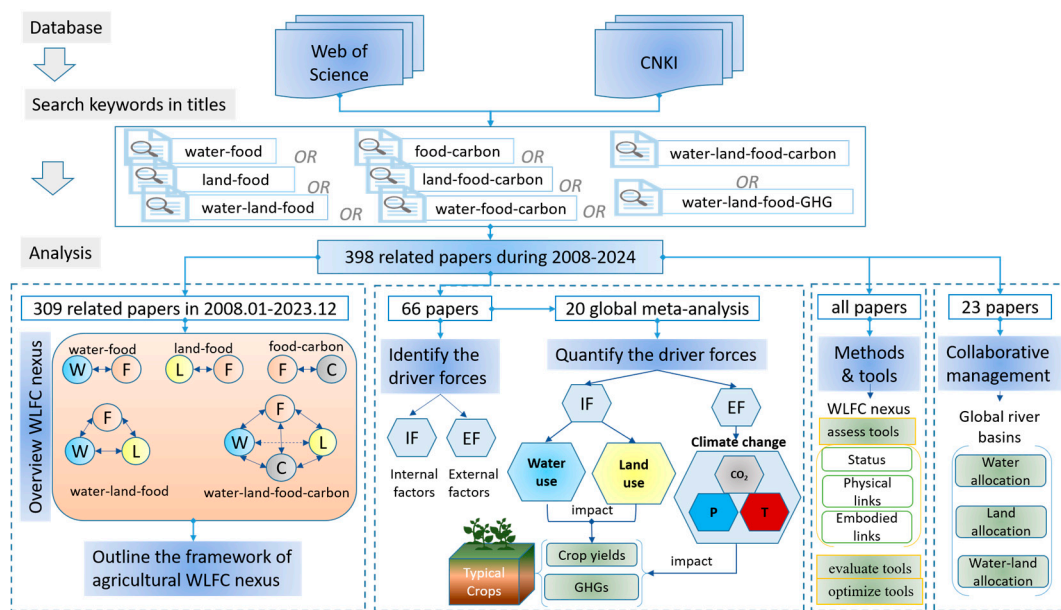 Database
Web of
Science
CNKI
Search keywords in titles
water-food
OR
food-carbon
OR
water-land-food-carbon
land-food
OR
land-food-carbon
OR
OR
water-land-food
OR
water-food-carbon
OR
water-land-food-GHG
Analysis
398 related papers during 2008-2024
309 related papers in 2008.01-2023.12
Overview WLFC nexus
water-food
land-food
food-carbon
W
F
L
F
F
C
F
W
L
F
W
L
C
water-land-food
water-land-food-carbon
Outline the framework of
agricultural WLFC nexus
66 papers
20 global meta-analysis
Identify the
driver forces
Quantify the driver forces
IF
EF
Internal
factors
External
factors
IF
EF
Water
use
Land
use
Climate change
CO₂
P
T
impact
Typical
Crops
Crop yields
GHGs
impact
all papers
Methods
& tools
WLFC nexus
assess tools
Status
Physical
links
Embodied
links
evaluate tools
optimize tools
23 papers
Collaborative
management
Global river
basins
Water
allocation
Land
allocation
Water-land
allocation